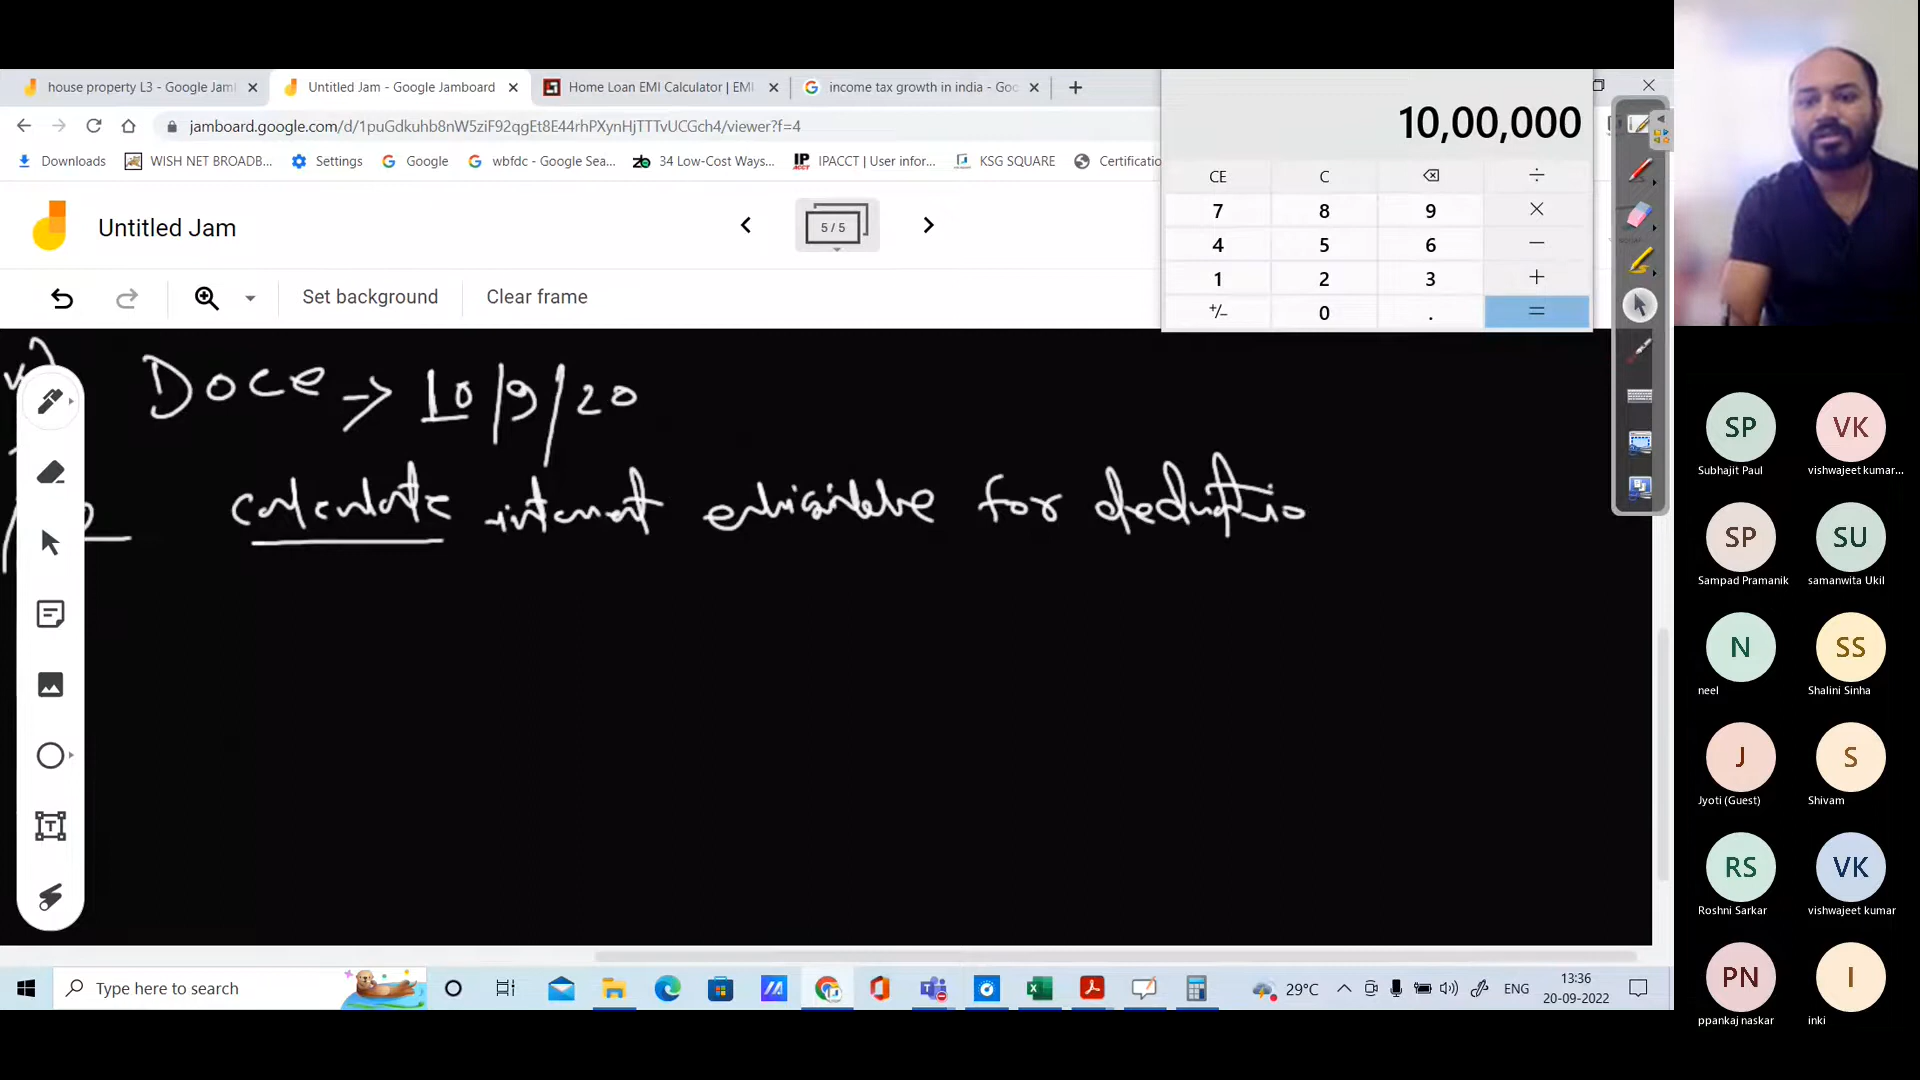 house property L3 - Google Jam
Untitled Jam - Google Jamboard
Home Loan EMI Calculator | EMI
income tax growth in india - Goo
jamboard.google.com/d/1puGdkuhb8nW5ziF92qgEt8E44rhPXynHjTTTvUCGch4/viewer?f=4
Downloads WISH NET BROADB... Settings Google wbfdc - Google Sea... 34 Low-Cost Ways... IPACCT | User infor... KSG SQUARE Certificatio
10,00,000
CE C ÷
7 8 9 ×
4 5 6 −
1 2 3 +
+/- 0 . =
Untitled Jam
5 / 5
Set background Clear frame
DOCE → 10/9/20
calculate interest eligible for deductio
SP VK
Subhajit Paul vishwajeet kumar...
SP SU
Sampad Pramanik samanwita Ukil
N SS
neel Shalini Sinha
J S
Jyoti (Guest) Shivam
RS VK
Roshni Sarkar vishwajeet kumar
PN I
ppankaj naskar inki
Type here to search
29°C ENG
13:36
20-09-2022